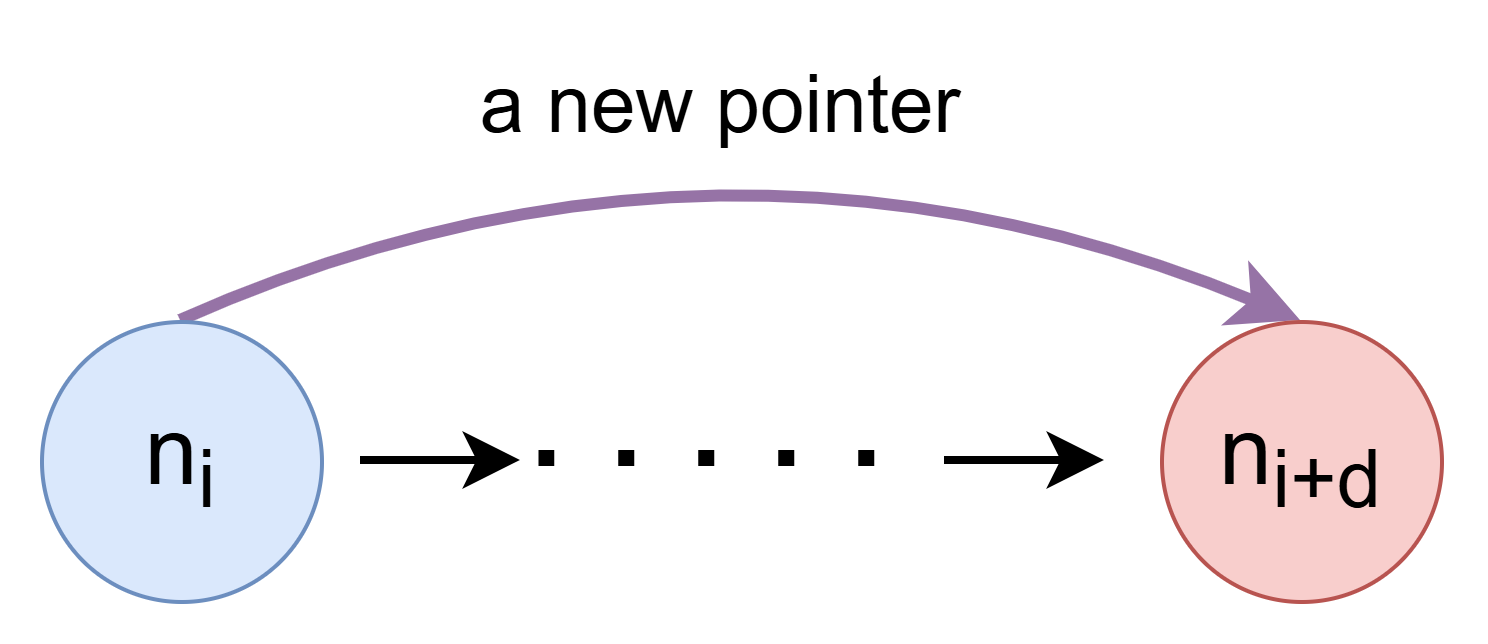 a new pointer
nᵢ
. . . . .
nᵢ₊d